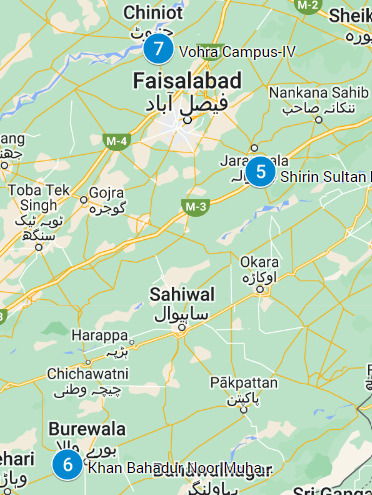 Chiniot
چنیوٹ
M-2
7
Vohra Campus-IV
Faisalabad
فیصل آباد
Nankana Sahib
ننکانہ صاحب
M-4
5
Shirin Sultan
Gojra
گوجرہ
Toba Tek
Singh
ٹوبہ ٹیک
سنگھ
M-3
Okara
اوکاڑہ
Sahiwal
ساہیوال
Harappa
ہڑپہ
Chichawatni
چیچہ وطنی
Pākpattan
پاکپتن
Burewala
بورے والا
6
Khan Bahadur Noor Muha
بہاولنگر